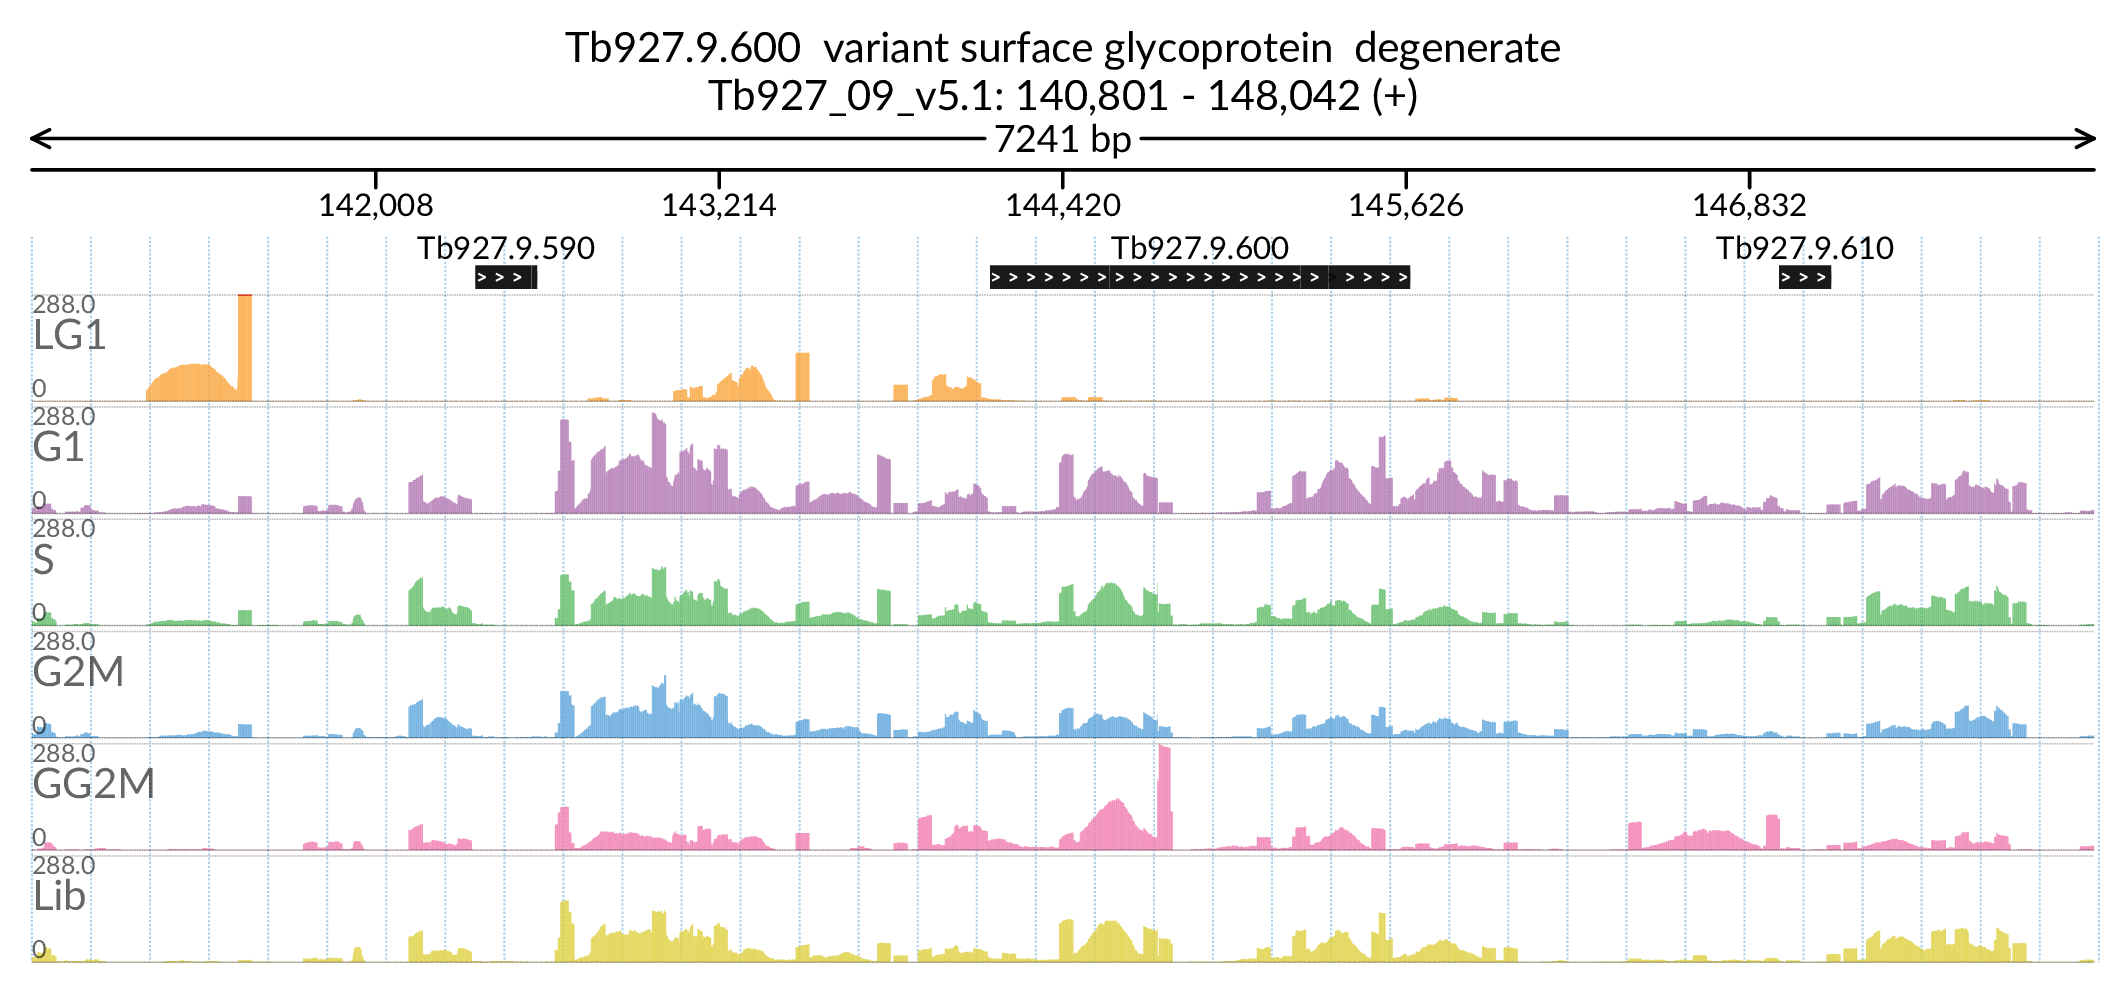 Tb927.9.600  variant surface glycoprotein  degenerate
Tb927_09_v5.1: 140,801 - 148,042 (+)
7241 bp
142,008 143,214 144,420 145,626 146,832
Tb927.9.590 Tb927.9.600 Tb927.9.610
288.0
LG1
0
288.0
G1
0
288.0
S
0
288.0
G2M
0
288.0
GG2M
0
288.0
Lib
0